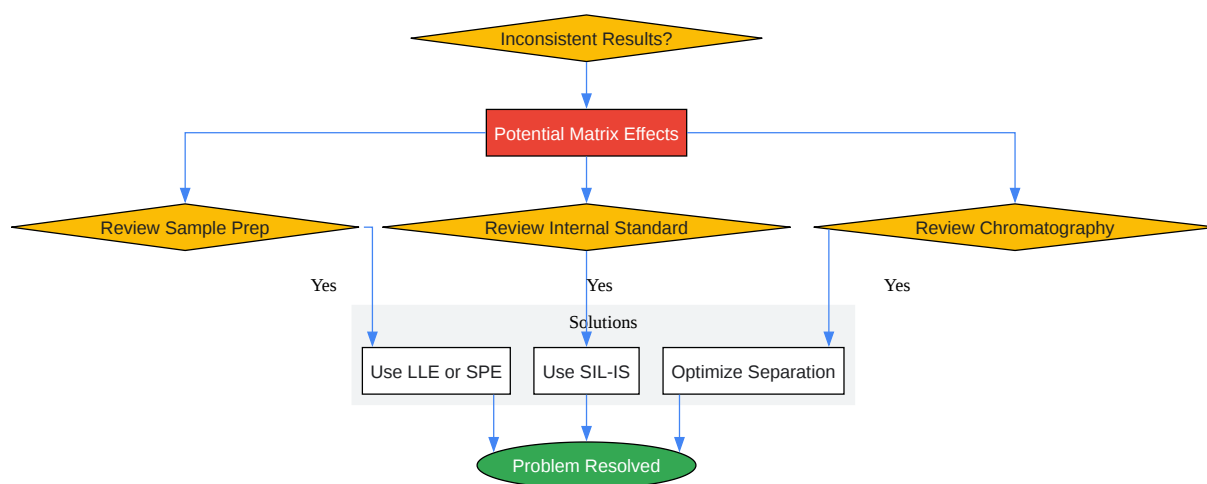 Inconsistent Results?
Potential Matrix Effects
Review Sample Prep
Review Internal Standard
Review Chromatography
Yes
Yes
Yes
Solutions
Use LLE or SPE
Use SIL-IS
Optimize Separation
Problem Resolved